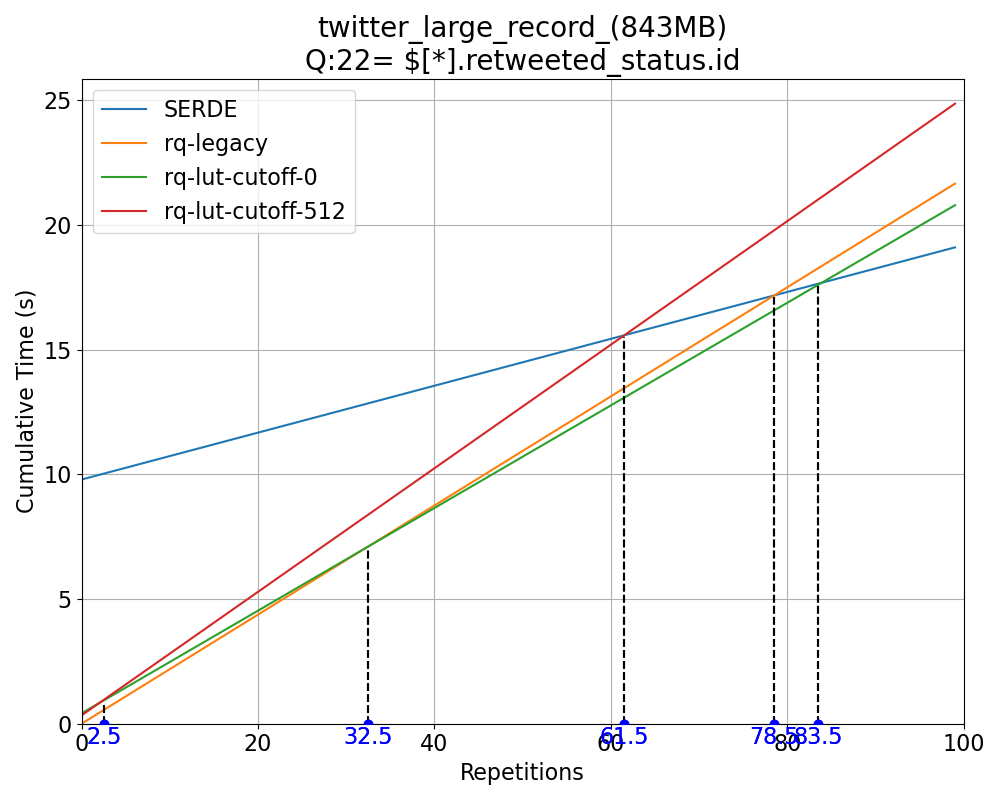 twitter_large_record_(843MB)
Q:22= $[*].retweeted_status.id
SERDE
rq-legacy
rq-lut-cutoff-0
rq-lut-cutoff-512
Cumulative Time (s)
25
20
15
10
5
0
0 20 40 60 80 100
2.5 32.5 61.5 78.5 83.5
Repetitions